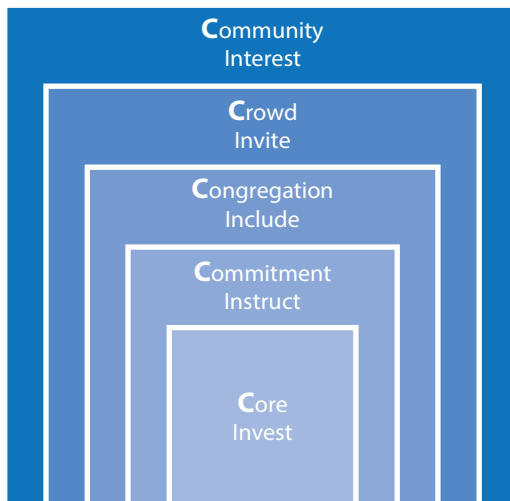 Community
Interest
Crowd
Invite
Congregation
Include
Commitment
Instruct
Core
Invest